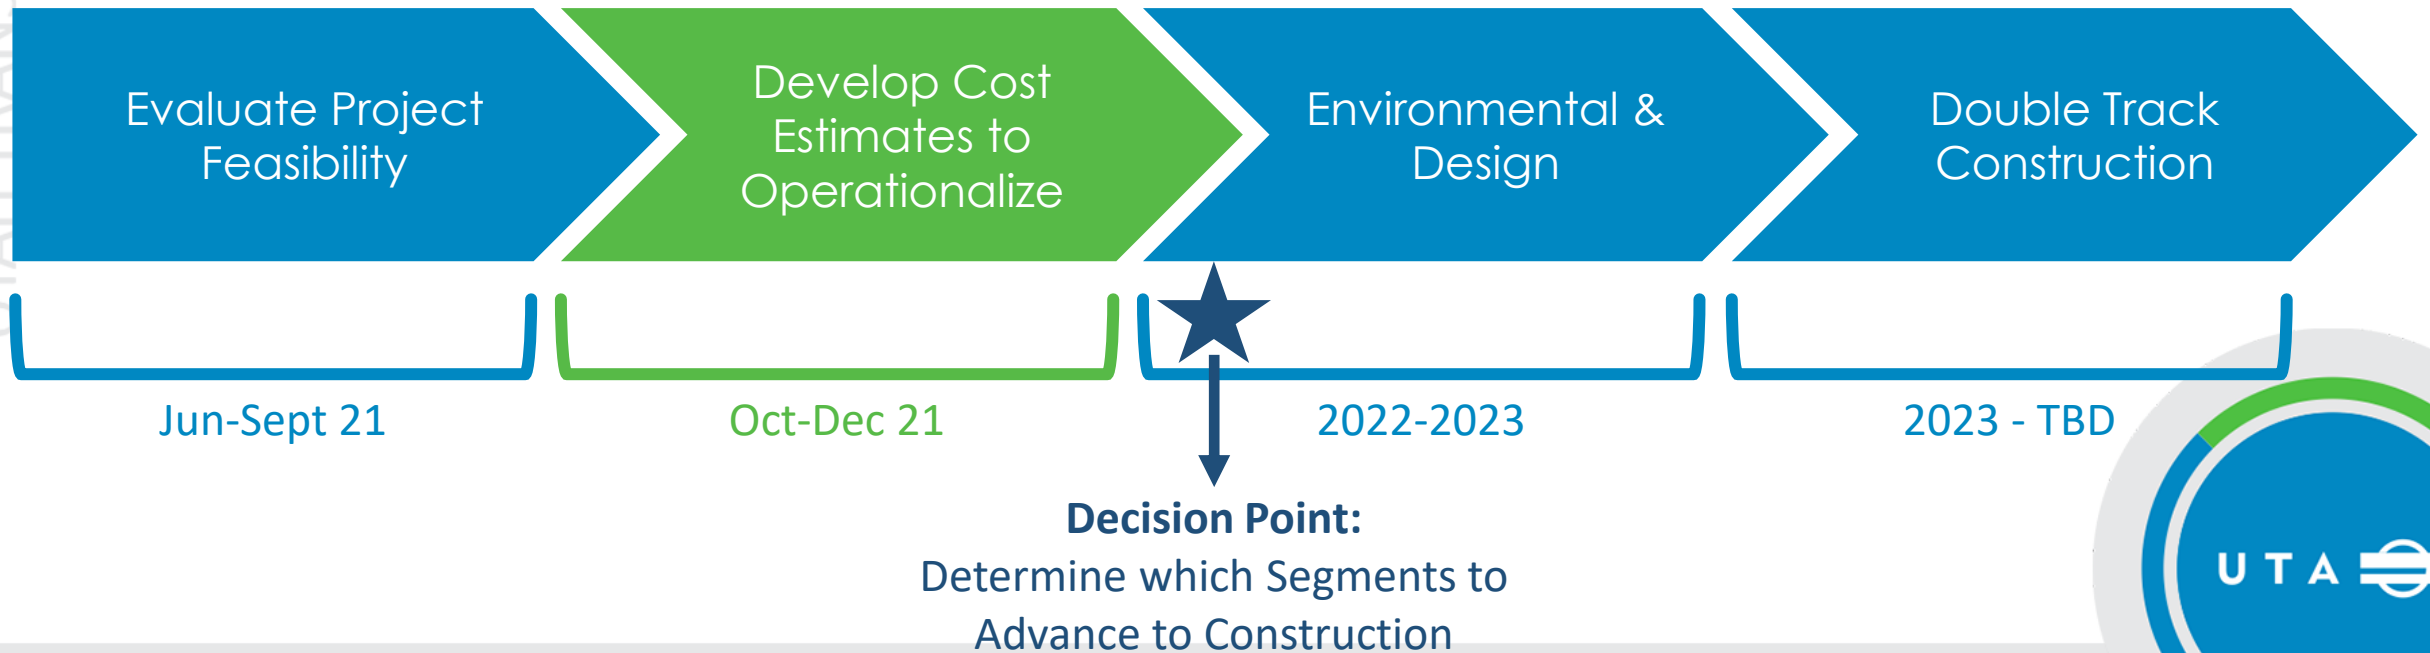 Evaluate Project
Feasibility
Develop Cost
Estimates to
Operationalize
Environmental &
Design
Double Track
Construction
Jun-Sept 21
Oct-Dec 21
2022-2023
2023 - TBD
Decision Point:
Determine which Segments to
Advance to Construction
U T A